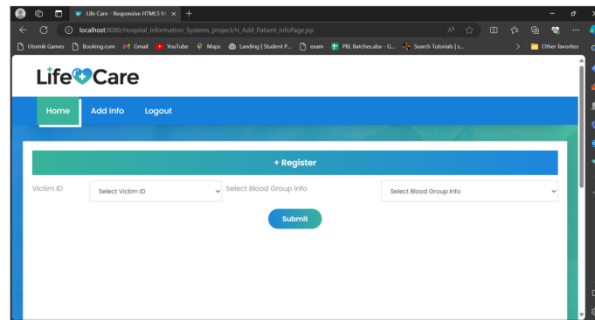 Life Care - Responsive HTML5 M
localhost:8080/Hospital_Information_Systems_project/H_Add_Patient_infoPage.jsp
Utomik Games Booking.com Gmail YouTube Maps Landing | Student P... exam PBL Batches.xlsx - G... Search Tutorials | s... Other favorites
Life Care
Home Add Info Logout
+ Register
Victim ID Select Victim ID Select Blood Group Info Select Blood Group Info
Submit